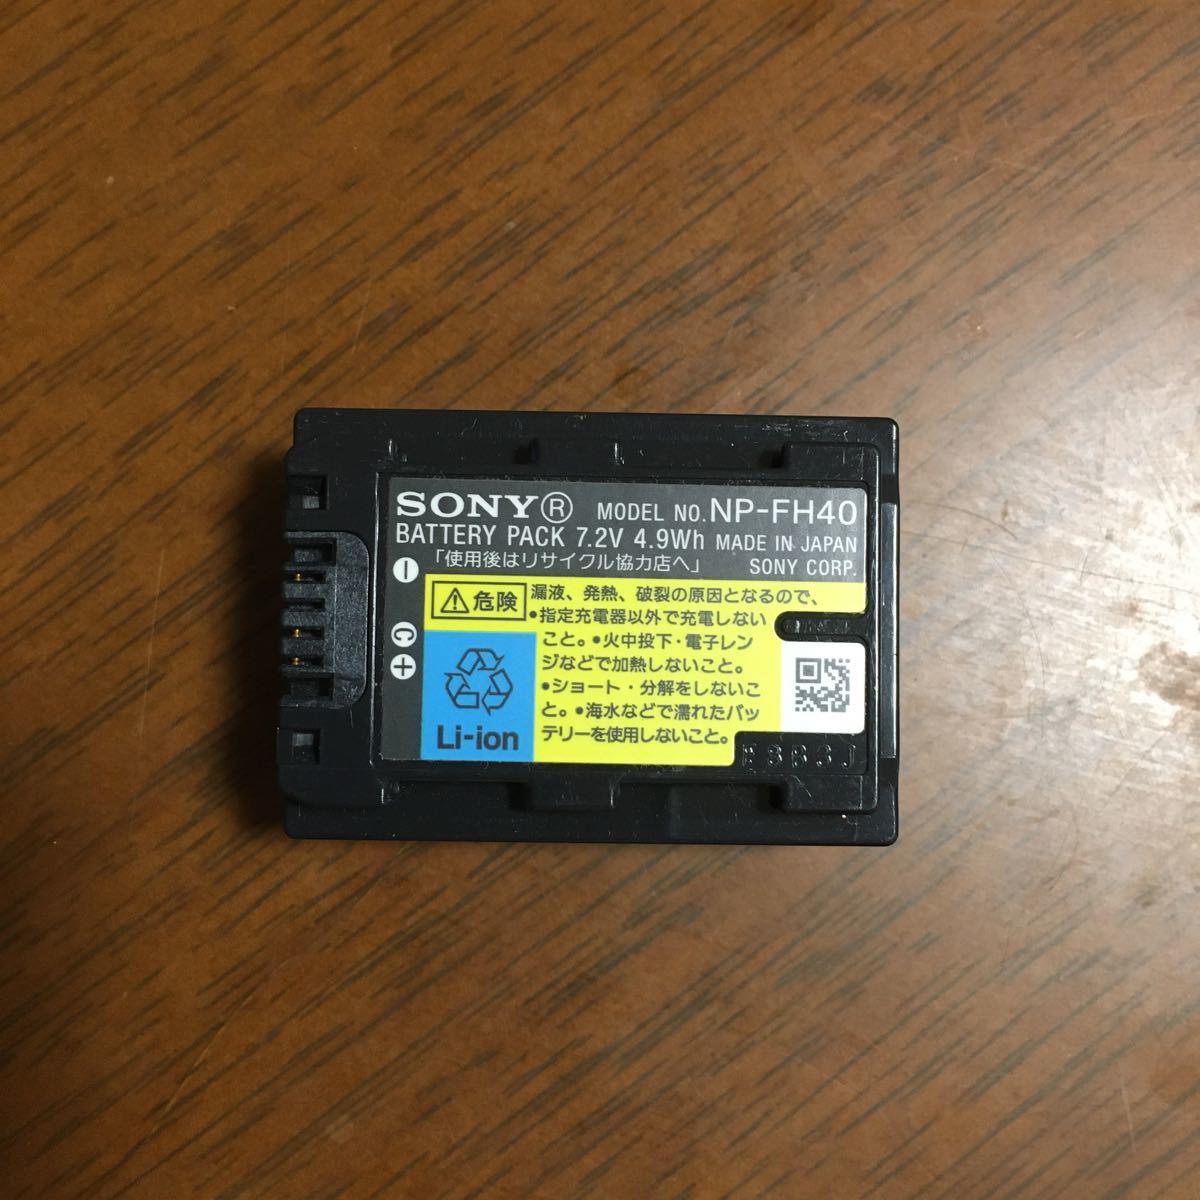 SONY® MODEL NO. NP-FH40
BATTERY PACK 7.2V 4.9Wh MADE IN JAPAN
「使用後はリサイクル協力店へ」 SONY CORP.
⚠危険 漏液、発熱、破裂の原因となるので、
•指定充電器以外で充電しない
こと。•火中投下・電子レン
ジなどで加熱しないこと。
•ショート・分解をしないこ
と。•海水などで濡れたバッ
テリーを使用しないこと。
Li-ion
−
C
+